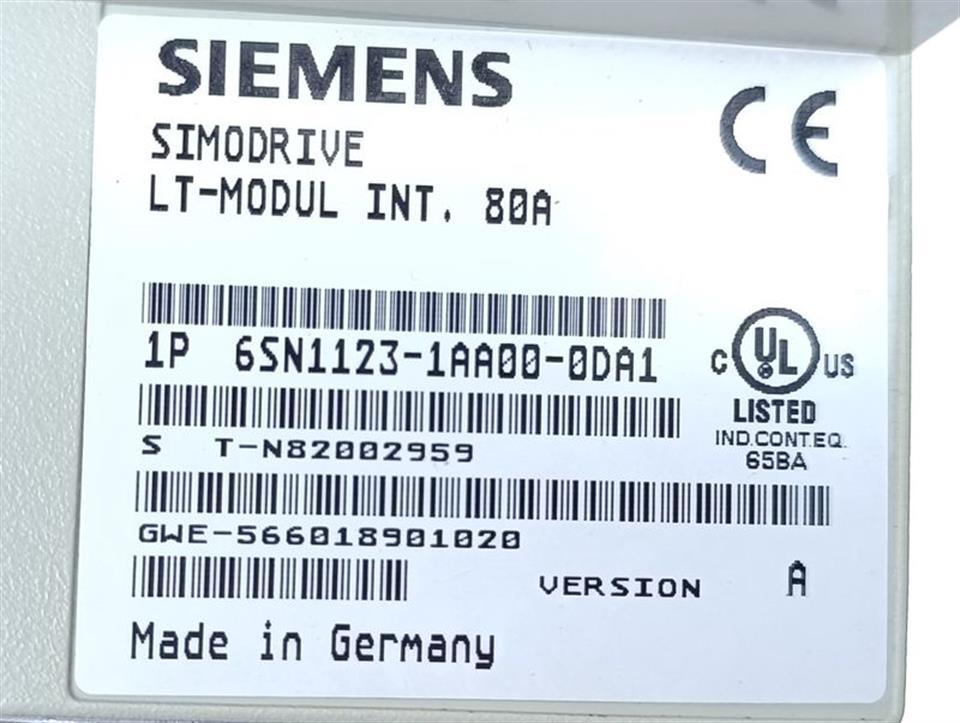 SIEMENS
CE
SIMODRIVE
LT-MODUL INT. 80A
1P 6SN1123-1AA00-0DA1
C UL US
LISTED
IND.CONT.EQ.
65BA
S T-N82002959
GWE-566018901020
VERSION A
Made in Germany